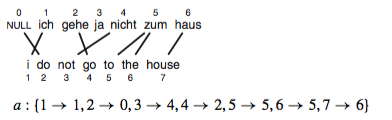 0 1 2 3 4 5 6
NULL ich gehe ja nicht zum haus
i do not go to the house
1 2 3 4 5 6 7
a : {1 → 1, 2 → 0, 3 → 4, 4 → 2, 5 → 5, 6 → 5, 7 → 6}